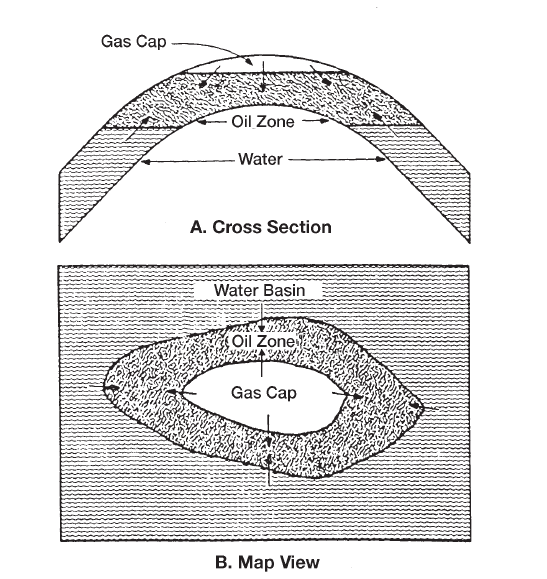 Gas Cap
Oil Zone
Water
A. Cross Section
Water Basin
Oil Zone
Gas Cap
B. Map View